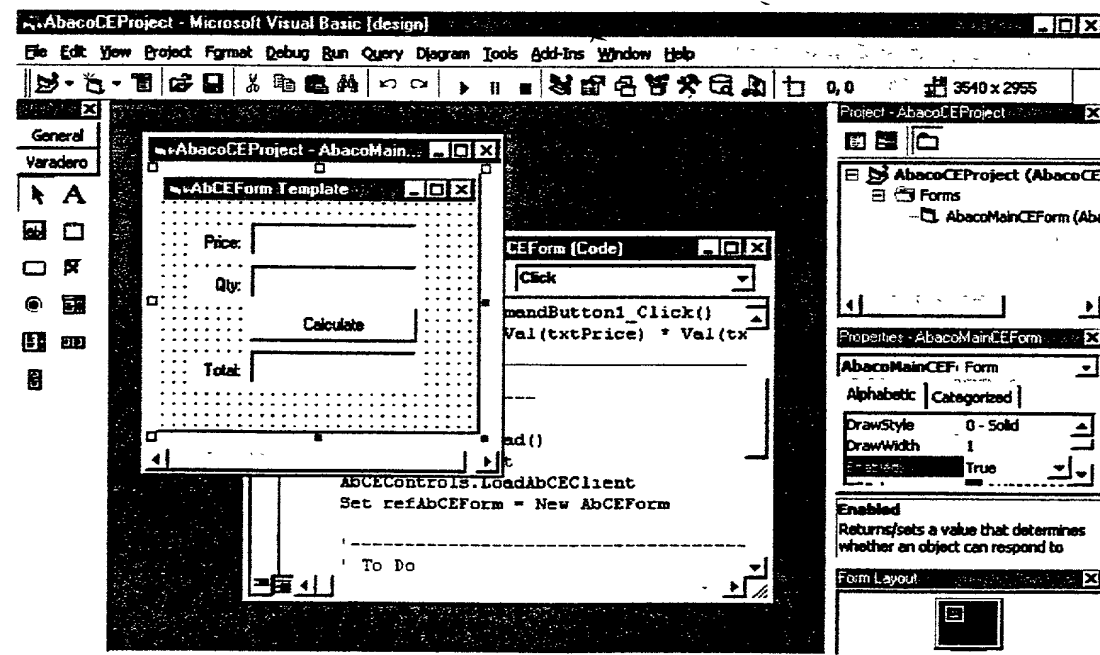 AbacoCEProject - Microsoft Visual Basic [design]
File Edit View Project Format Debug Run Query Diagram Tools Add-Ins Window Help
0, 0 3540 x 2955
General
Varadero
A
AbacoCEProject - AbacoMain...
AbCEForm Template
Price:
Qty:
Calculate
Total:
CEForm (Code)
Click
mandButton1_Click()
Val(txtPrice) * Val(tx
ad()
t
AbCEControls.LoadAbCEClient
Set refAbCEForm = New AbCEForm
'---------------------------------
' To Do
Project - AbacoCEProject
AbacoCEProject (AbacoCE
Forms
AbacoMainCEForm (Aba
Properties - AbacoMainCEForm
AbacoMainCEF Form
Alphabetic Categorized
DrawStyle 0 - Solid
DrawWidth 1
Enabled True
Enabled
Returns/sets a value that determines
whether an object can respond to
Form Layout